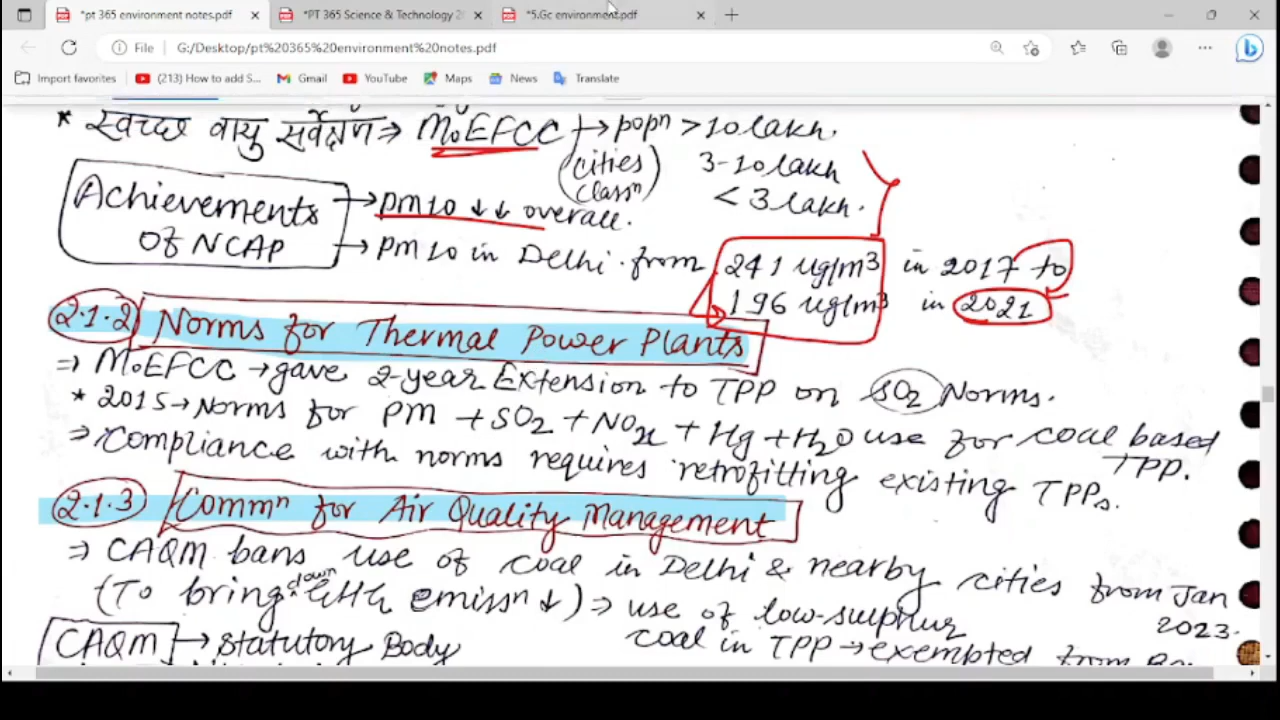 *pt 365 environment notes.pdf
*PT 365 Science & Technology 2
*5.Gc environment.pdf
File G:/Desktop/pt%20365%20environment%20notes.pdf
Import favorites (213) How to add S... Gmail YouTube Maps News Translate
* स्वच्छ वायु सर्वेक्षण ⇒ MoEFCC → popn > 10 lakh.
(cities classn) 3-10 lakh
< 3 lakh.
Achievements of NCAP → PM10 ↓↓ overall.
→ PM10 in Delhi from 241 ug/m³ in 2017 to
196 ug/m³ in 2021
2.1.2 Norms for Thermal Power Plants
⇒ MoEFCC → gave 2-year Extension to TPP on SO2 Norms.
* 2015 → Norms for PM + SO2 + NOx + Hg + H2O use for coal based TPP.
⇒ Compliance with norms requires retrofitting existing TPPs.
2.1.3 Commn for Air Quality Management
⇒ CAQM bans use of coal in Delhi & nearby cities from Jan 2023.
(To bring down GHG emissn ↓) ⇒ use of low-sulphur
coal in TPP → exempted from
CAQM → Statutory Body